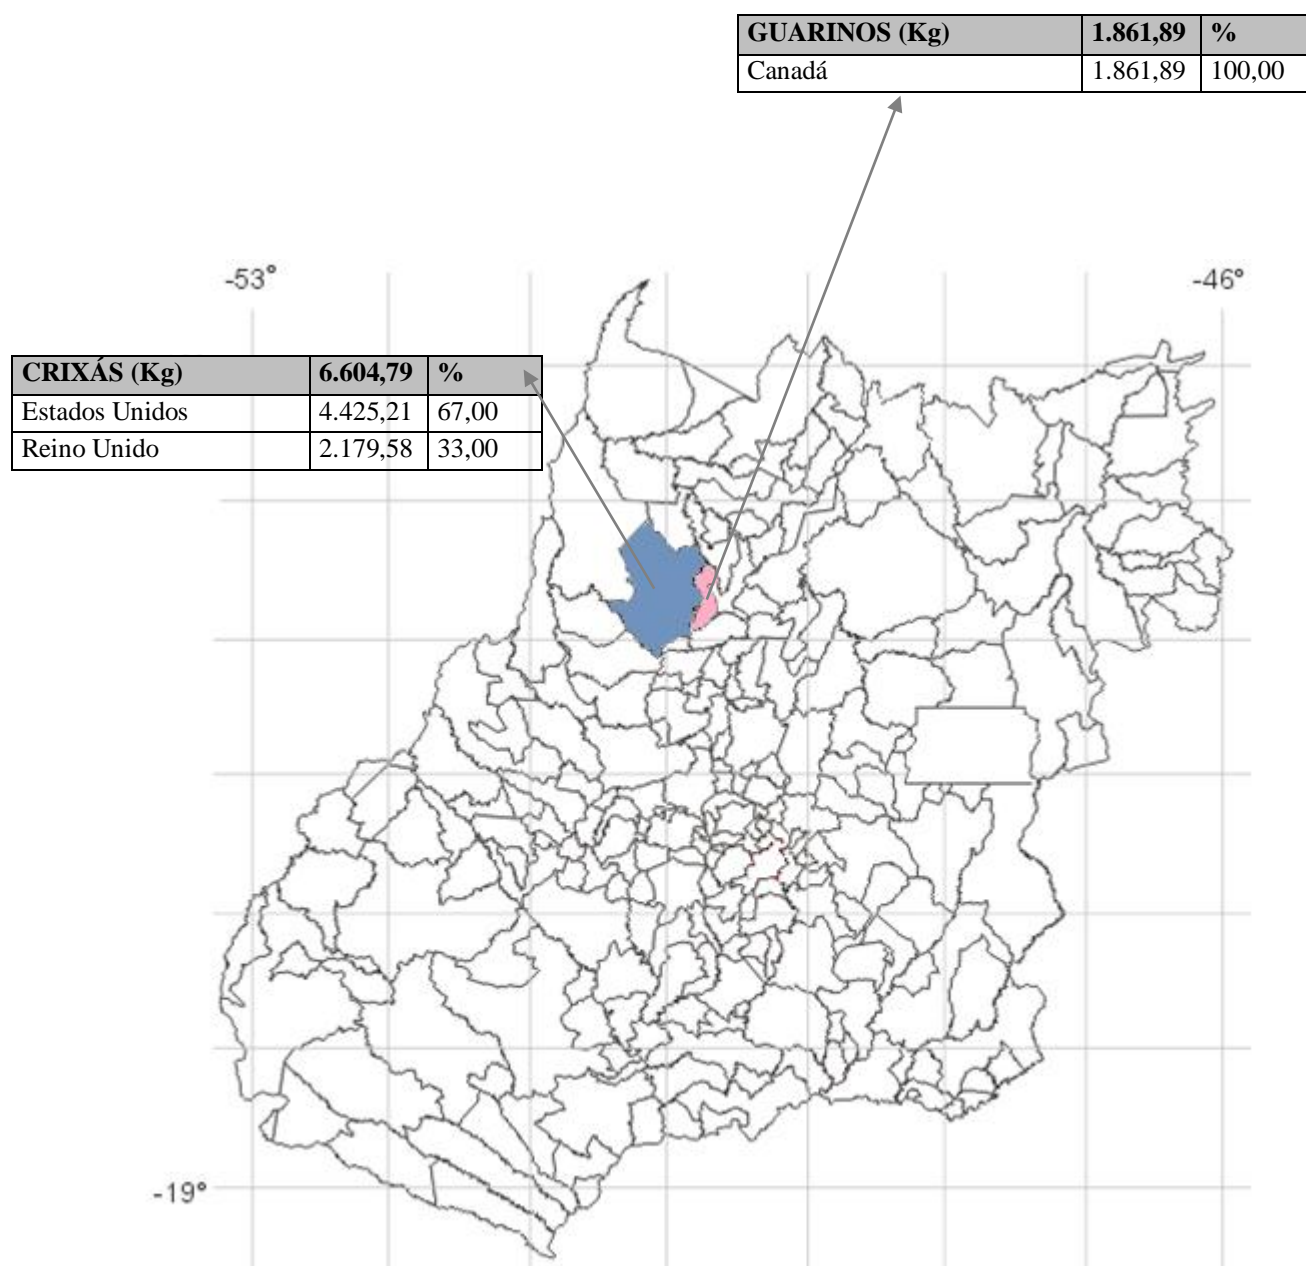 GUARINOS (Kg) 1.861,89 %
Canadá 1.861,89 100,00
-53° -46°
CRIXÁS (Kg) 6.604,79 %
Estados Unidos 4.425,21 67,00
Reino Unido 2.179,58 33,00
-19°